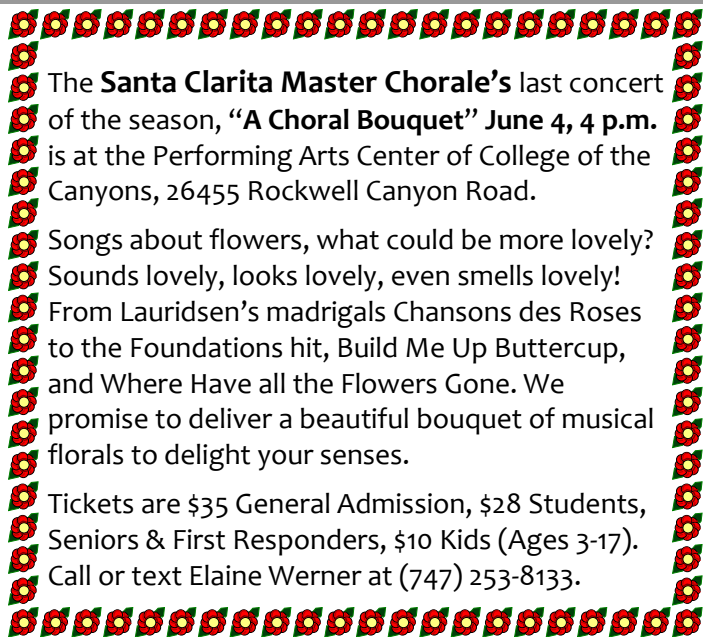 The Santa Clarita Master Chorale’s last concert
of the season, “A Choral Bouquet” June 4, 4 p.m.
is at the Performing Arts Center of College of the
Canyons, 26455 Rockwell Canyon Road.
Songs about flowers, what could be more lovely?
Sounds lovely, looks lovely, even smells lovely!
From Lauridsen’s madrigals Chansons des Roses
to the Foundations hit, Build Me Up Buttercup,
and Where Have all the Flowers Gone. We
promise to deliver a beautiful bouquet of musical
florals to delight your senses.
Tickets are $35 General Admission, $28 Students,
Seniors & First Responders, $10 Kids (Ages 3-17).
Call or text Elaine Werner at (747) 253-8133.